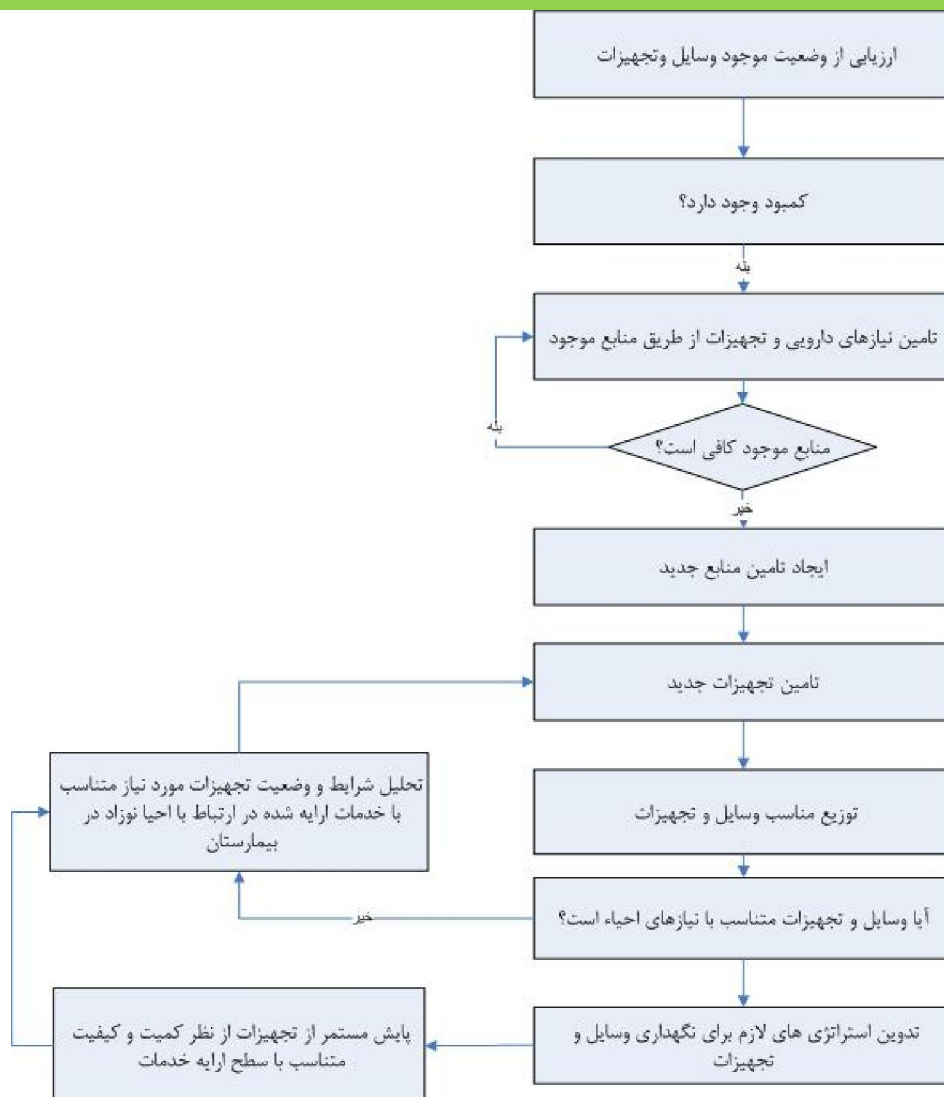 ارزیابی از وضعیت موجود وسایل وتجهیزات
کمبود وجود دارد؟
بله
تامین نیازهای دارویی و تجهیزات از طریق منابع موجود
بله
منابع موجود کافی است؟
خیر
ایجاد تامین منابع جدید
تامین تجهیزات جدید
تحلیل شرایط و وضعیت تجهیزات مورد نیاز متناسب
با خدمات ارایه شده در ارتباط با احیا نوزاد در
بیمارستان
توزیع مناسب وسایل و تجهیزات
آیا وسایل و تجهیزات متناسب با نیازهای احیاء است؟
خیر
تدوین استراتژی های لازم برای نگهداری وسایل و
تجهیزات
پایش مستمر از تجهیزات از نظر کمیت و کیفیت
متناسب با سطح ارایه خدمات